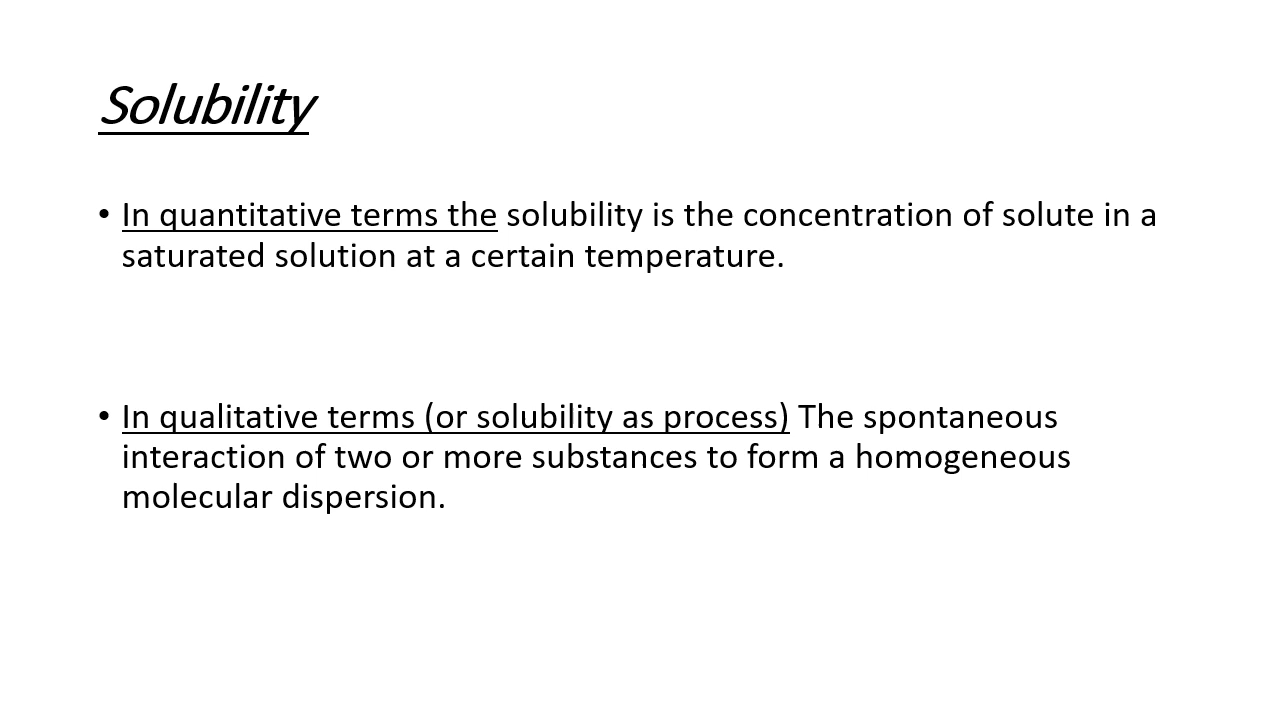 Solubility
• In quantitative terms the solubility is the concentration of solute in a
saturated solution at a certain temperature.
• In qualitative terms (or solubility as process) The spontaneous
interaction of two or more substances to form a homogeneous
molecular dispersion.